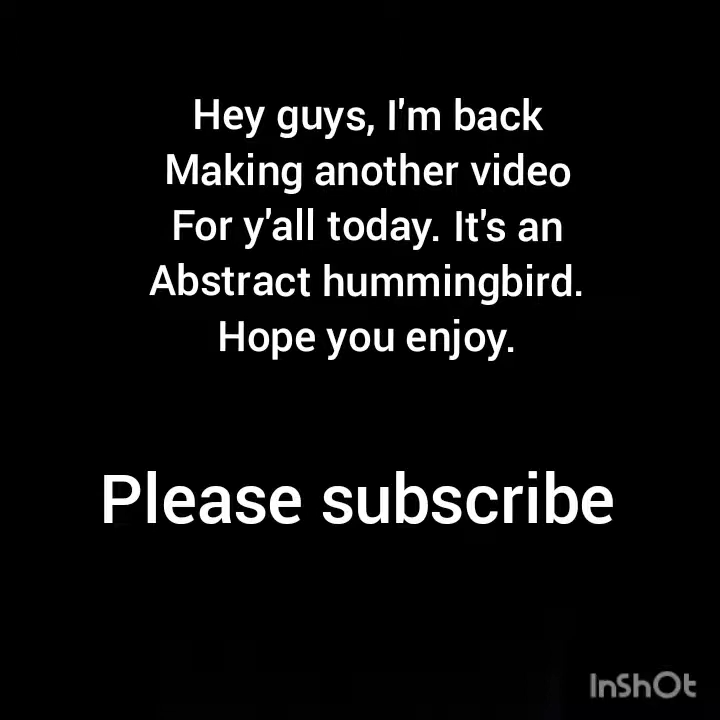 Hey guys, I'm back
Making another video
For y'all today. It's an
Abstract hummingbird.
Hope you enjoy.
Please subscribe
InShOt